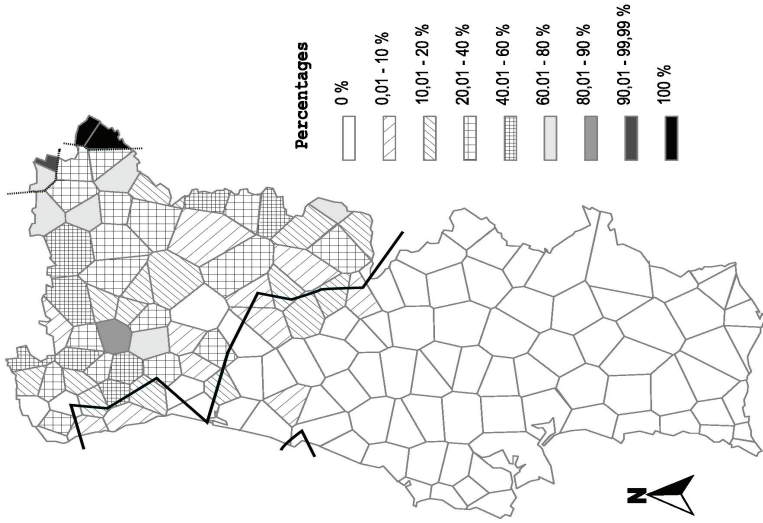 Percentages
0 %
0,01 - 10 %
10,01 - 20 %
20,01 - 40 %
40.01 - 60 %
60.01 - 80 %
80,01 - 90 %
90,01 - 99,99 %
100 %
N